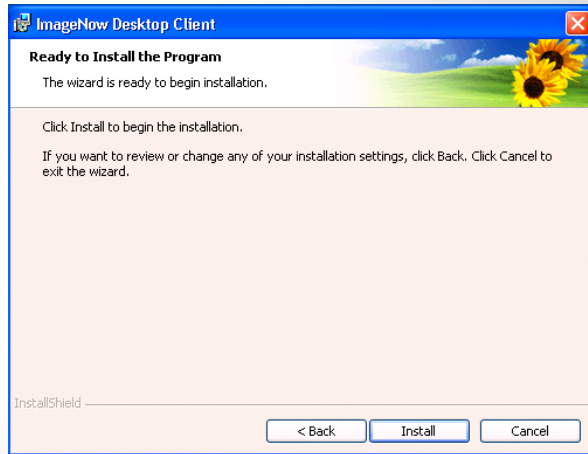 ImageNow Desktop Client
Ready to Install the Program
The wizard is ready to begin installation.
Click Install to begin the installation.
If you want to review or change any of your installation settings, click Back. Click Cancel to
exit the wizard.
InstallShield
< Back
Install
Cancel